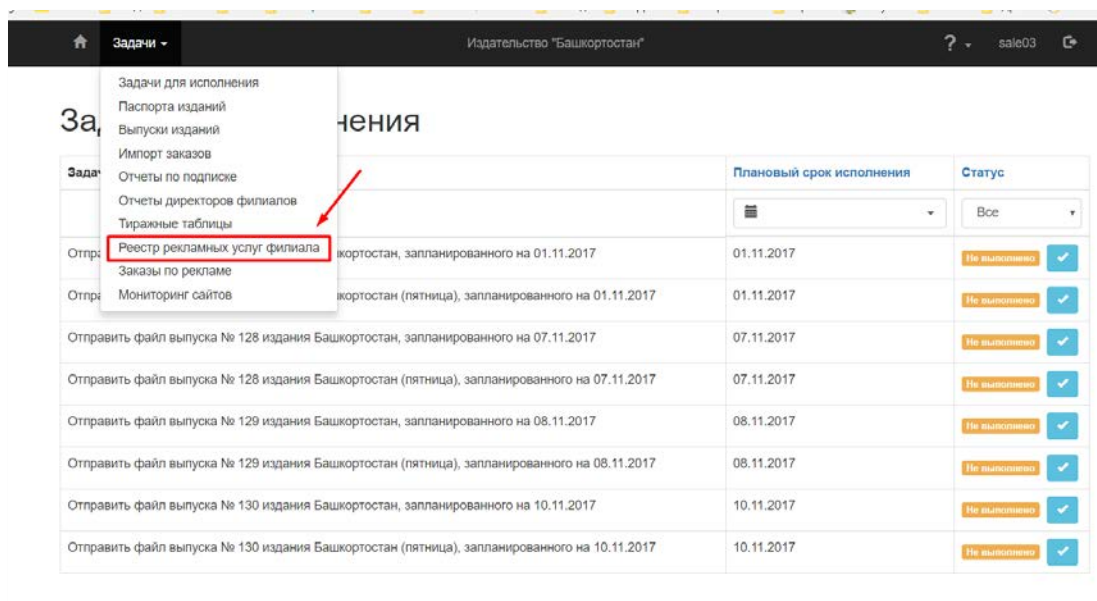 Задачи
Издательство "Башкортостан"
? sale03
Задачи для исполнения
Паспорта изданий
Выпуски изданий
Импорт заказов
Отчеты по подписке
Отчеты директоров филиалов
Тиражные таблицы
Реестр рекламных услуг филиала
Заказы по рекламе
Мониторинг сайтов
За нения
Задач Плановый срок исполнения Статус
Все
Отпра кортостан, запланированного на 01.11.2017 01.11.2017 Не выполнено
Отпра кортостан (пятница), запланированного на 01.11.2017 01.11.2017 Не выполнено
Отправить файл выпуска № 128 издания Башкортостан, запланированного на 07.11.2017 07.11.2017 Не выполнено
Отправить файл выпуска № 128 издания Башкортостан (пятница), запланированного на 07.11.2017 07.11.2017 Не выполнено
Отправить файл выпуска № 129 издания Башкортостан, запланированного на 08.11.2017 08.11.2017 Не выполнено
Отправить файл выпуска № 129 издания Башкортостан (пятница), запланированного на 08.11.2017 08.11.2017 Не выполнено
Отправить файл выпуска № 130 издания Башкортостан, запланированного на 10.11.2017 10.11.2017 Не выполнено
Отправить файл выпуска № 130 издания Башкортостан (пятница), запланированного на 10.11.2017 10.11.2017 Не выполнено